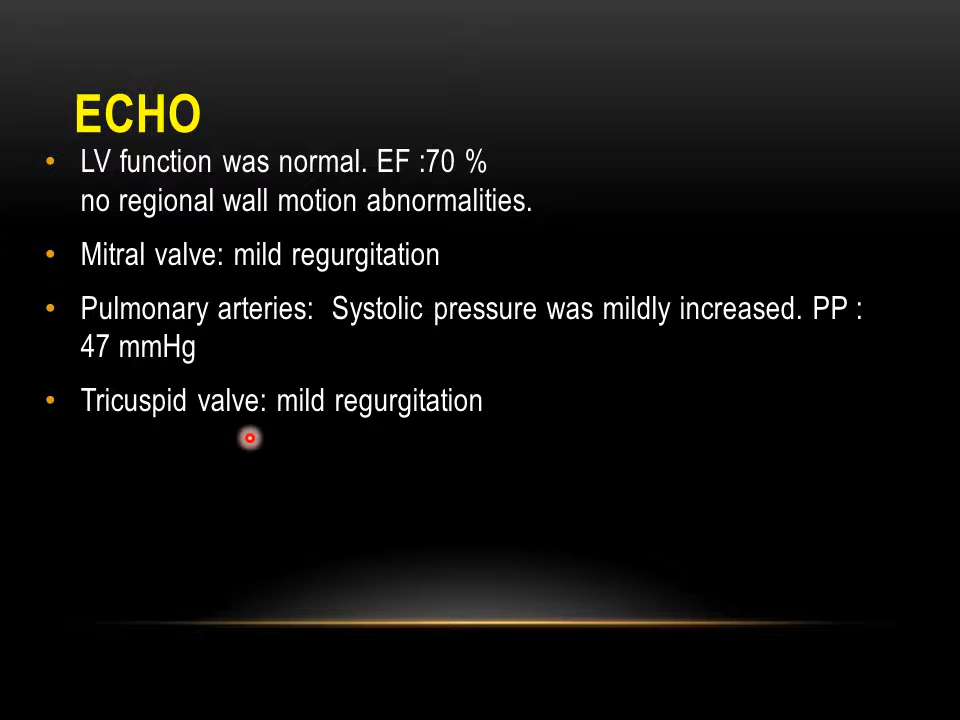 ECHO
• LV function was normal. EF :70 %
no regional wall motion abnormalities.
• Mitral valve: mild regurgitation
• Pulmonary arteries:  Systolic pressure was mildly increased. PP :
47 mmHg
• Tricuspid valve: mild regurgitation